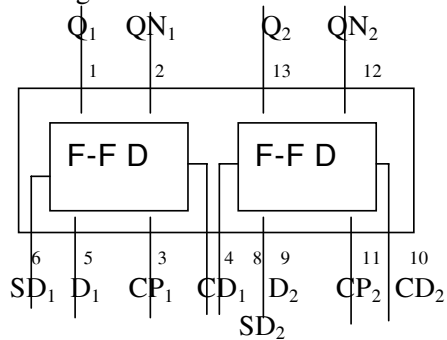 Q₁ QN₁ Q₂ QN₂
1 2 13 12
F-F D F-F D
6 5 3 4 8 9 11 10
SD₁ D₁ CP₁ CD₁ D₂ CP₂ CD₂
SD₂